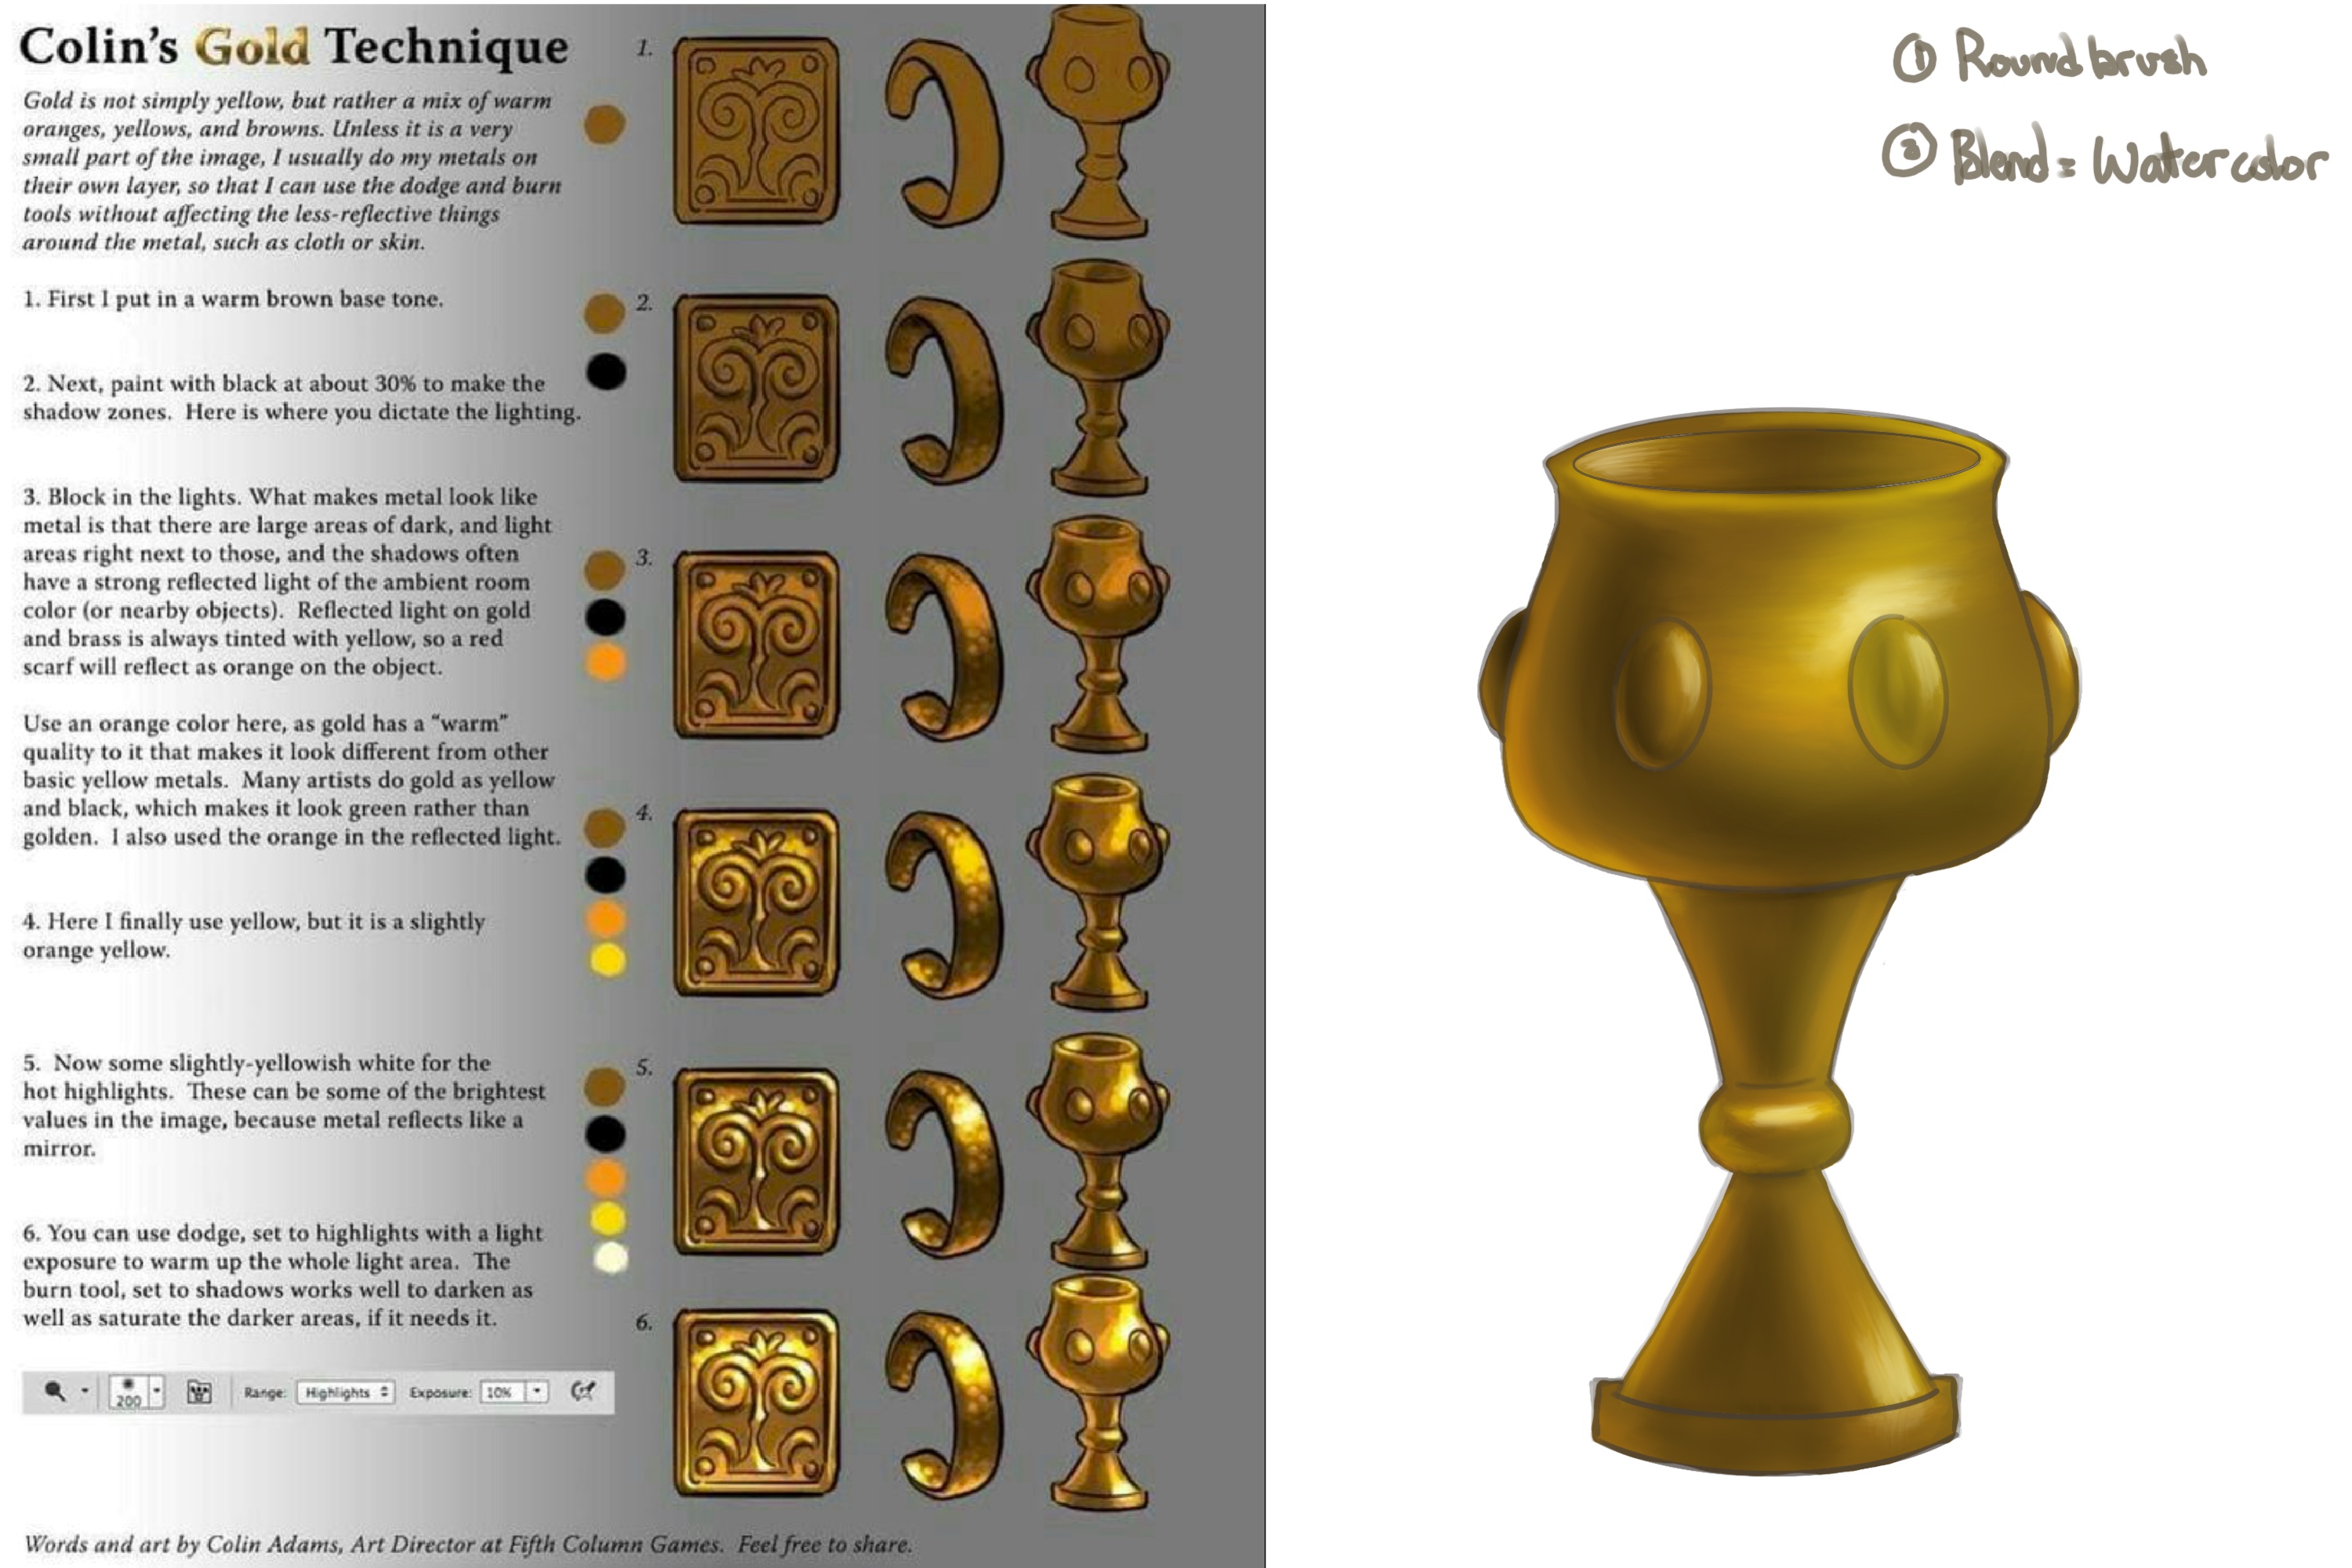 Colin's Gold Technique
Gold is not simply yellow, but rather a mix of warm
oranges, yellows, and browns. Unless it is a very
small part of the image, I usually do my metals on
their own layer, so that I can use the dodge and burn
tools without affecting the less-reflective things
around the metal, such as cloth or skin.
1. First I put in a warm brown base tone.
2. Next, paint with black at about 30% to make the
shadow zones. Here is where you dictate the lighting.
3. Block in the lights. What makes metal look like
metal is that there are large areas of dark, and light
areas right next to those, and the shadows often
have a strong reflected light of the ambient room
color (or nearby objects). Reflected light on gold
and brass is always tinted with yellow, so a red
scarf will reflect as orange on the object.
Use an orange color here, as gold has a "warm"
quality to it that makes it look different from other
basic yellow metals. Many artists do gold as yellow
and black, which makes it look green rather than
golden. I also used the orange in the reflected light.
4. Here I finally use yellow, but it is a slightly
orange yellow.
5. Now some slightly-yellowish white for the
hot highlights. These can be some of the brightest
values in the image, because metal reflects like a
mirror.
6. You can use dodge, set to highlights with a light
exposure to warm up the whole light area. The
burn tool, set to shadows works well to darken as
well as saturate the darker areas, if it needs it.
200 Range: Highlights Exposure: 10%
Words and art by Colin Adams, Art Director at Fifth Column Games. Feel free to share.
1.
2.
3.
4.
5.
6.
① Round brush
② Blend = Watercolor